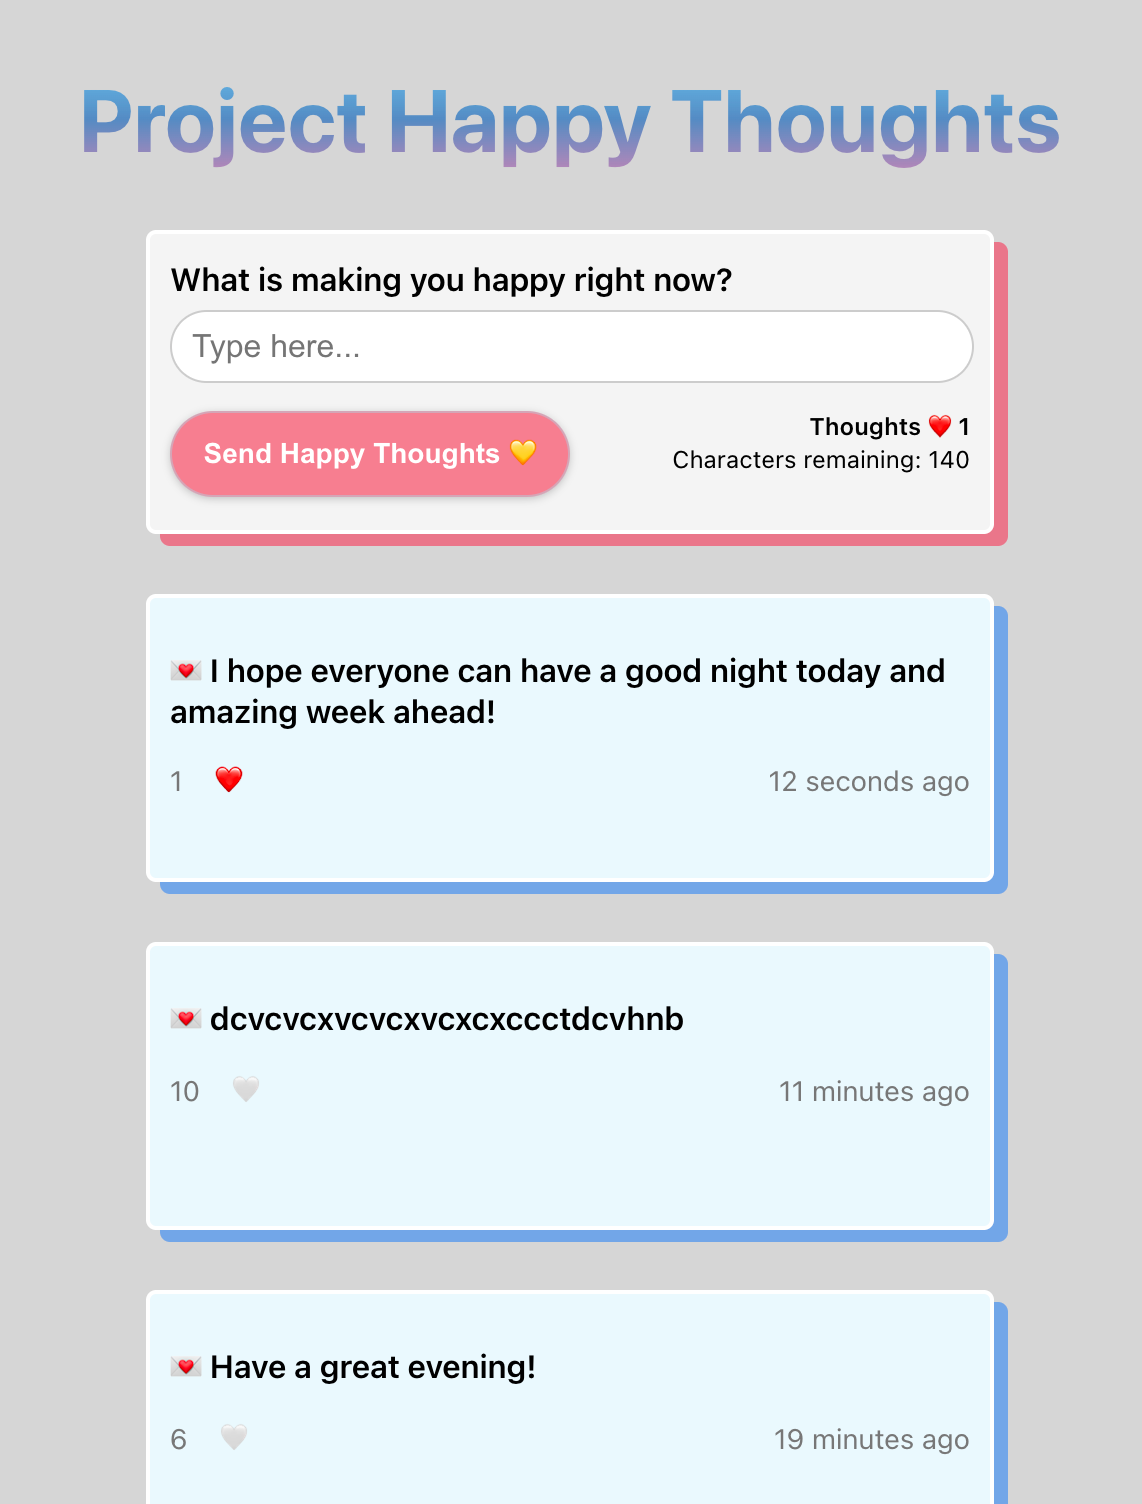 Project Happy Thoughts
What is making you happy right now?
Type here...
Send Happy Thoughts 💛
Thoughts ❤️ 1
Characters remaining: 140
💌 I hope everyone can have a good night today and
amazing week ahead!
1 ❤️ 12 seconds ago
💌 dcvcvcxvcvcxvcxcxccctdcvhnb
10 🤍 11 minutes ago
💌 Have a great evening!
6 🤍 19 minutes ago